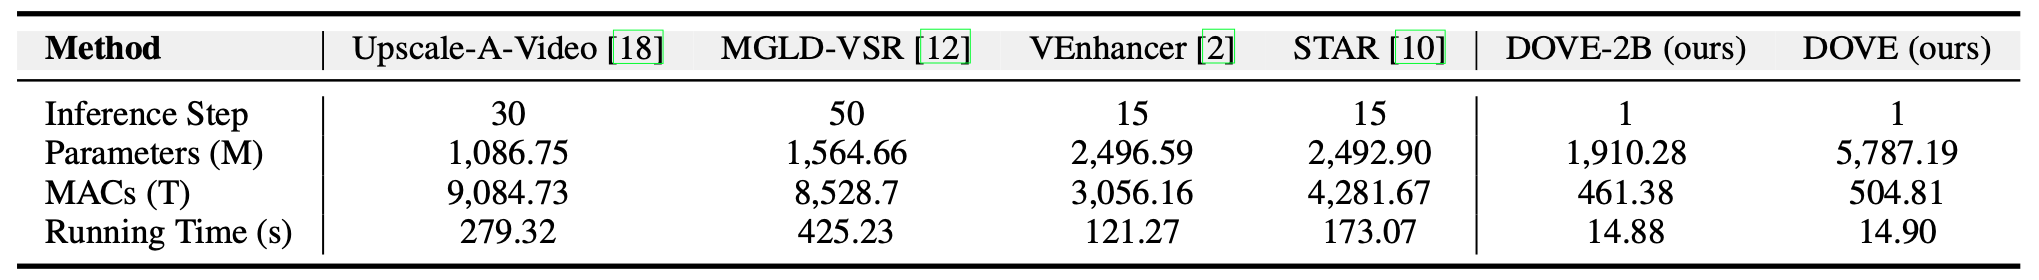 Method Upscale-A-Video [18] MGLD-VSR [12] VEnhancer [2] STAR [10] DOVE-2B (ours) DOVE (ours)
Inference Step 30 50 15 15 1 1
Parameters (M) 1,086.75 1,564.66 2,496.59 2,492.90 1,910.28 5,787.19
MACs (T) 9,084.73 8,528.7 3,056.16 4,281.67 461.38 504.81
Running Time (s) 279.32 425.23 121.27 173.07 14.88 14.90